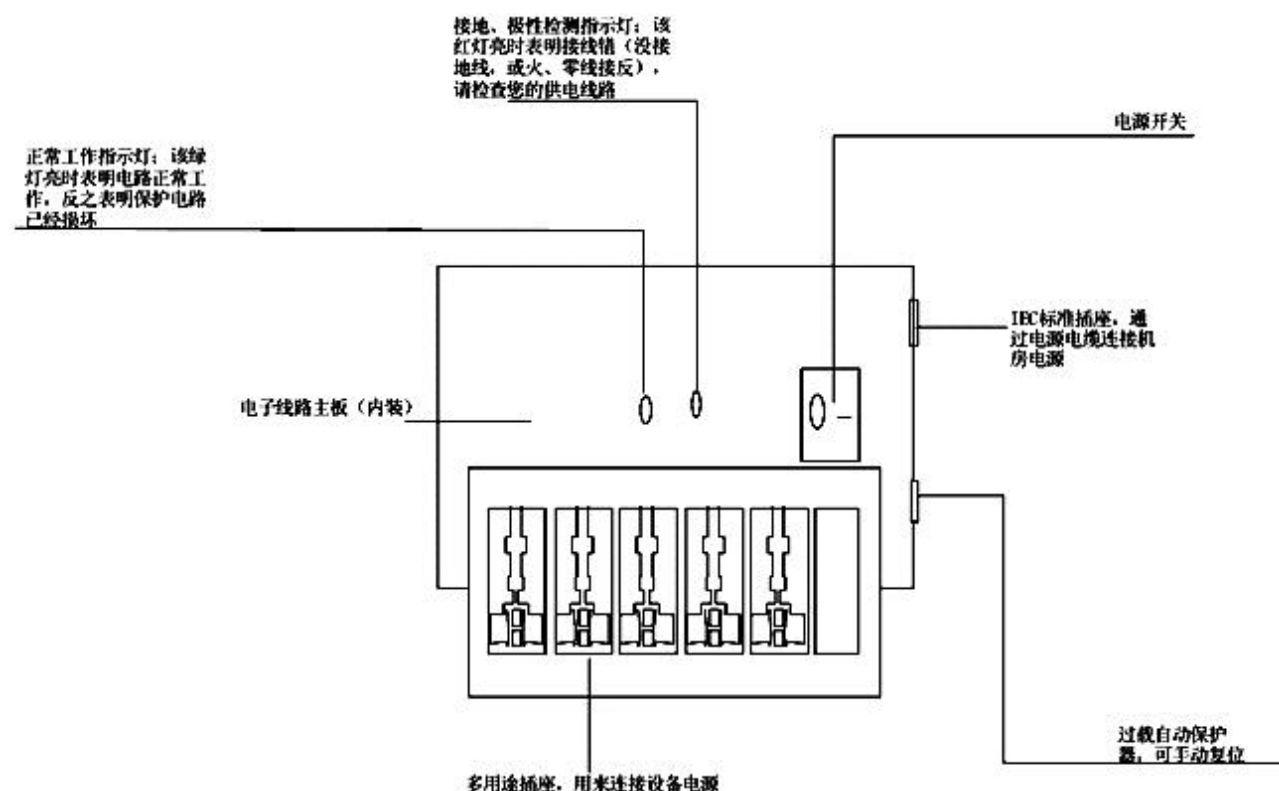 接地、极性检测指示灯；该
红灯亮时表明接线错（没接
地线，或火、零线接反），
请检查您的供电线路
电源开关
正常工作指示灯；该绿
灯亮时表明电路正常工
作，反之表明保护电路
已经损坏
IEC标准插座，通
过电源电缆连接机
房电源
电子线路主板（内装）
过载自动保护
器，可手动复位
多用途插座，用来连接设备电源